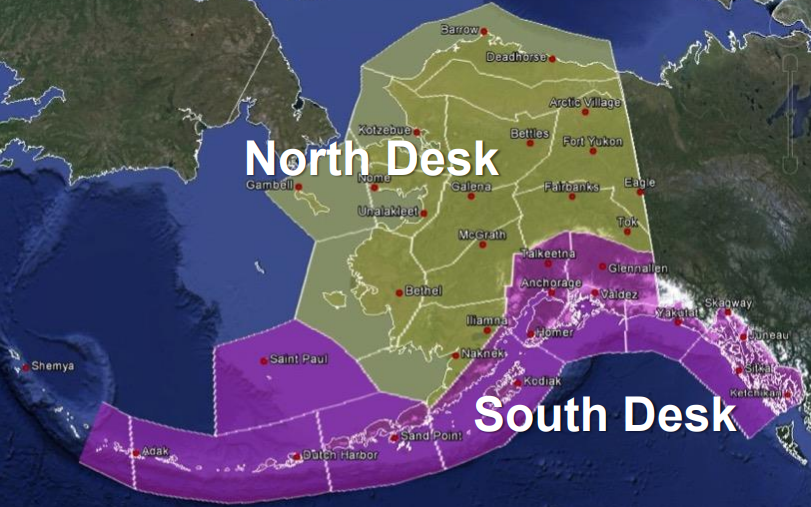 Barrow
Deadhorse
Arctic Village
Kotzebue
Bettles
Fort Yukon
North Desk
Gambell
Nome
Galena
Fairbanks
Eagle
Unalakleet
Tok
McGrath
Talkeetna
Glennallen
Anchorage
Bethel
Valdez
Skagway
Yakutat
Iliamna
Homer
Juneau
Saint Paul
Naknek
Shemya
Sitka
Kodiak
Ketchikan
South Desk
Sand Point
Adak
Dutch Harbor